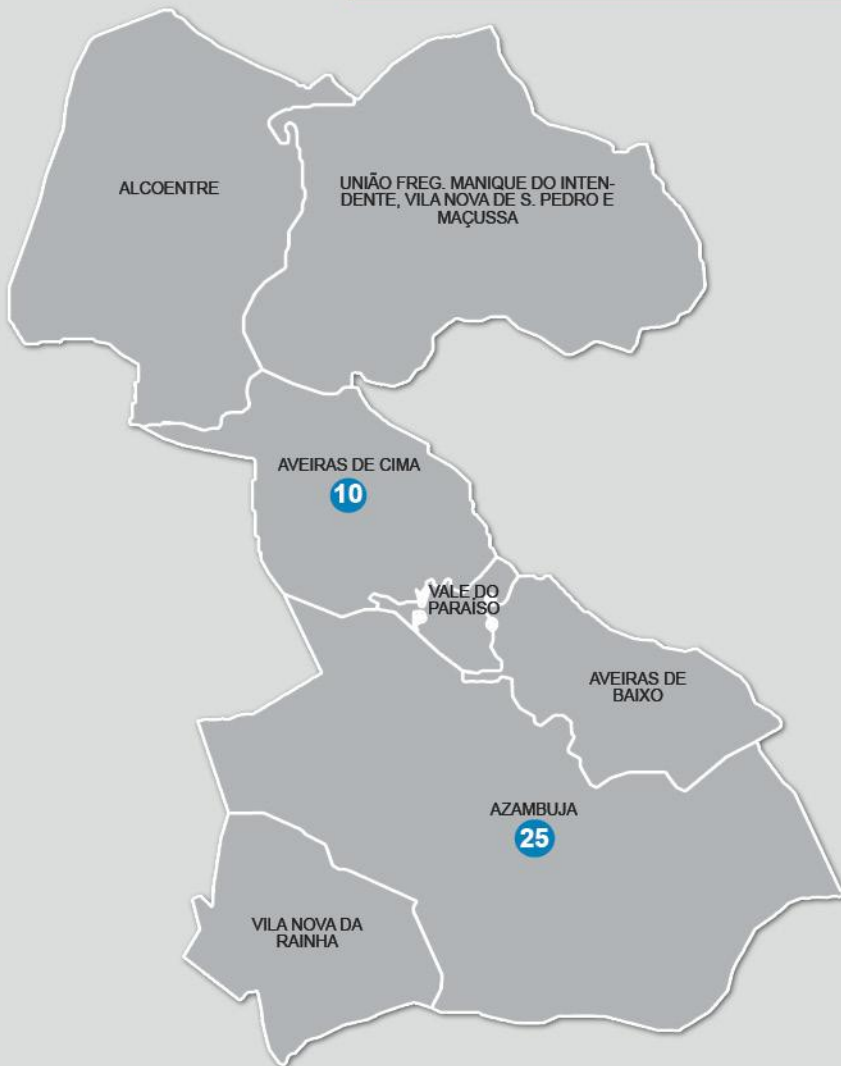 ALCOENTRE
UNIÃO FREG. MANIQUE DO INTEN-
DENTE, VILA NOVA DE S. PEDRO E
MAÇUSSA
AVEIRAS DE CIMA
10
VALE DO
PARAÍSO
AVEIRAS DE
BAIXO
AZAMBUJA
25
VILA NOVA DA
RAINHA